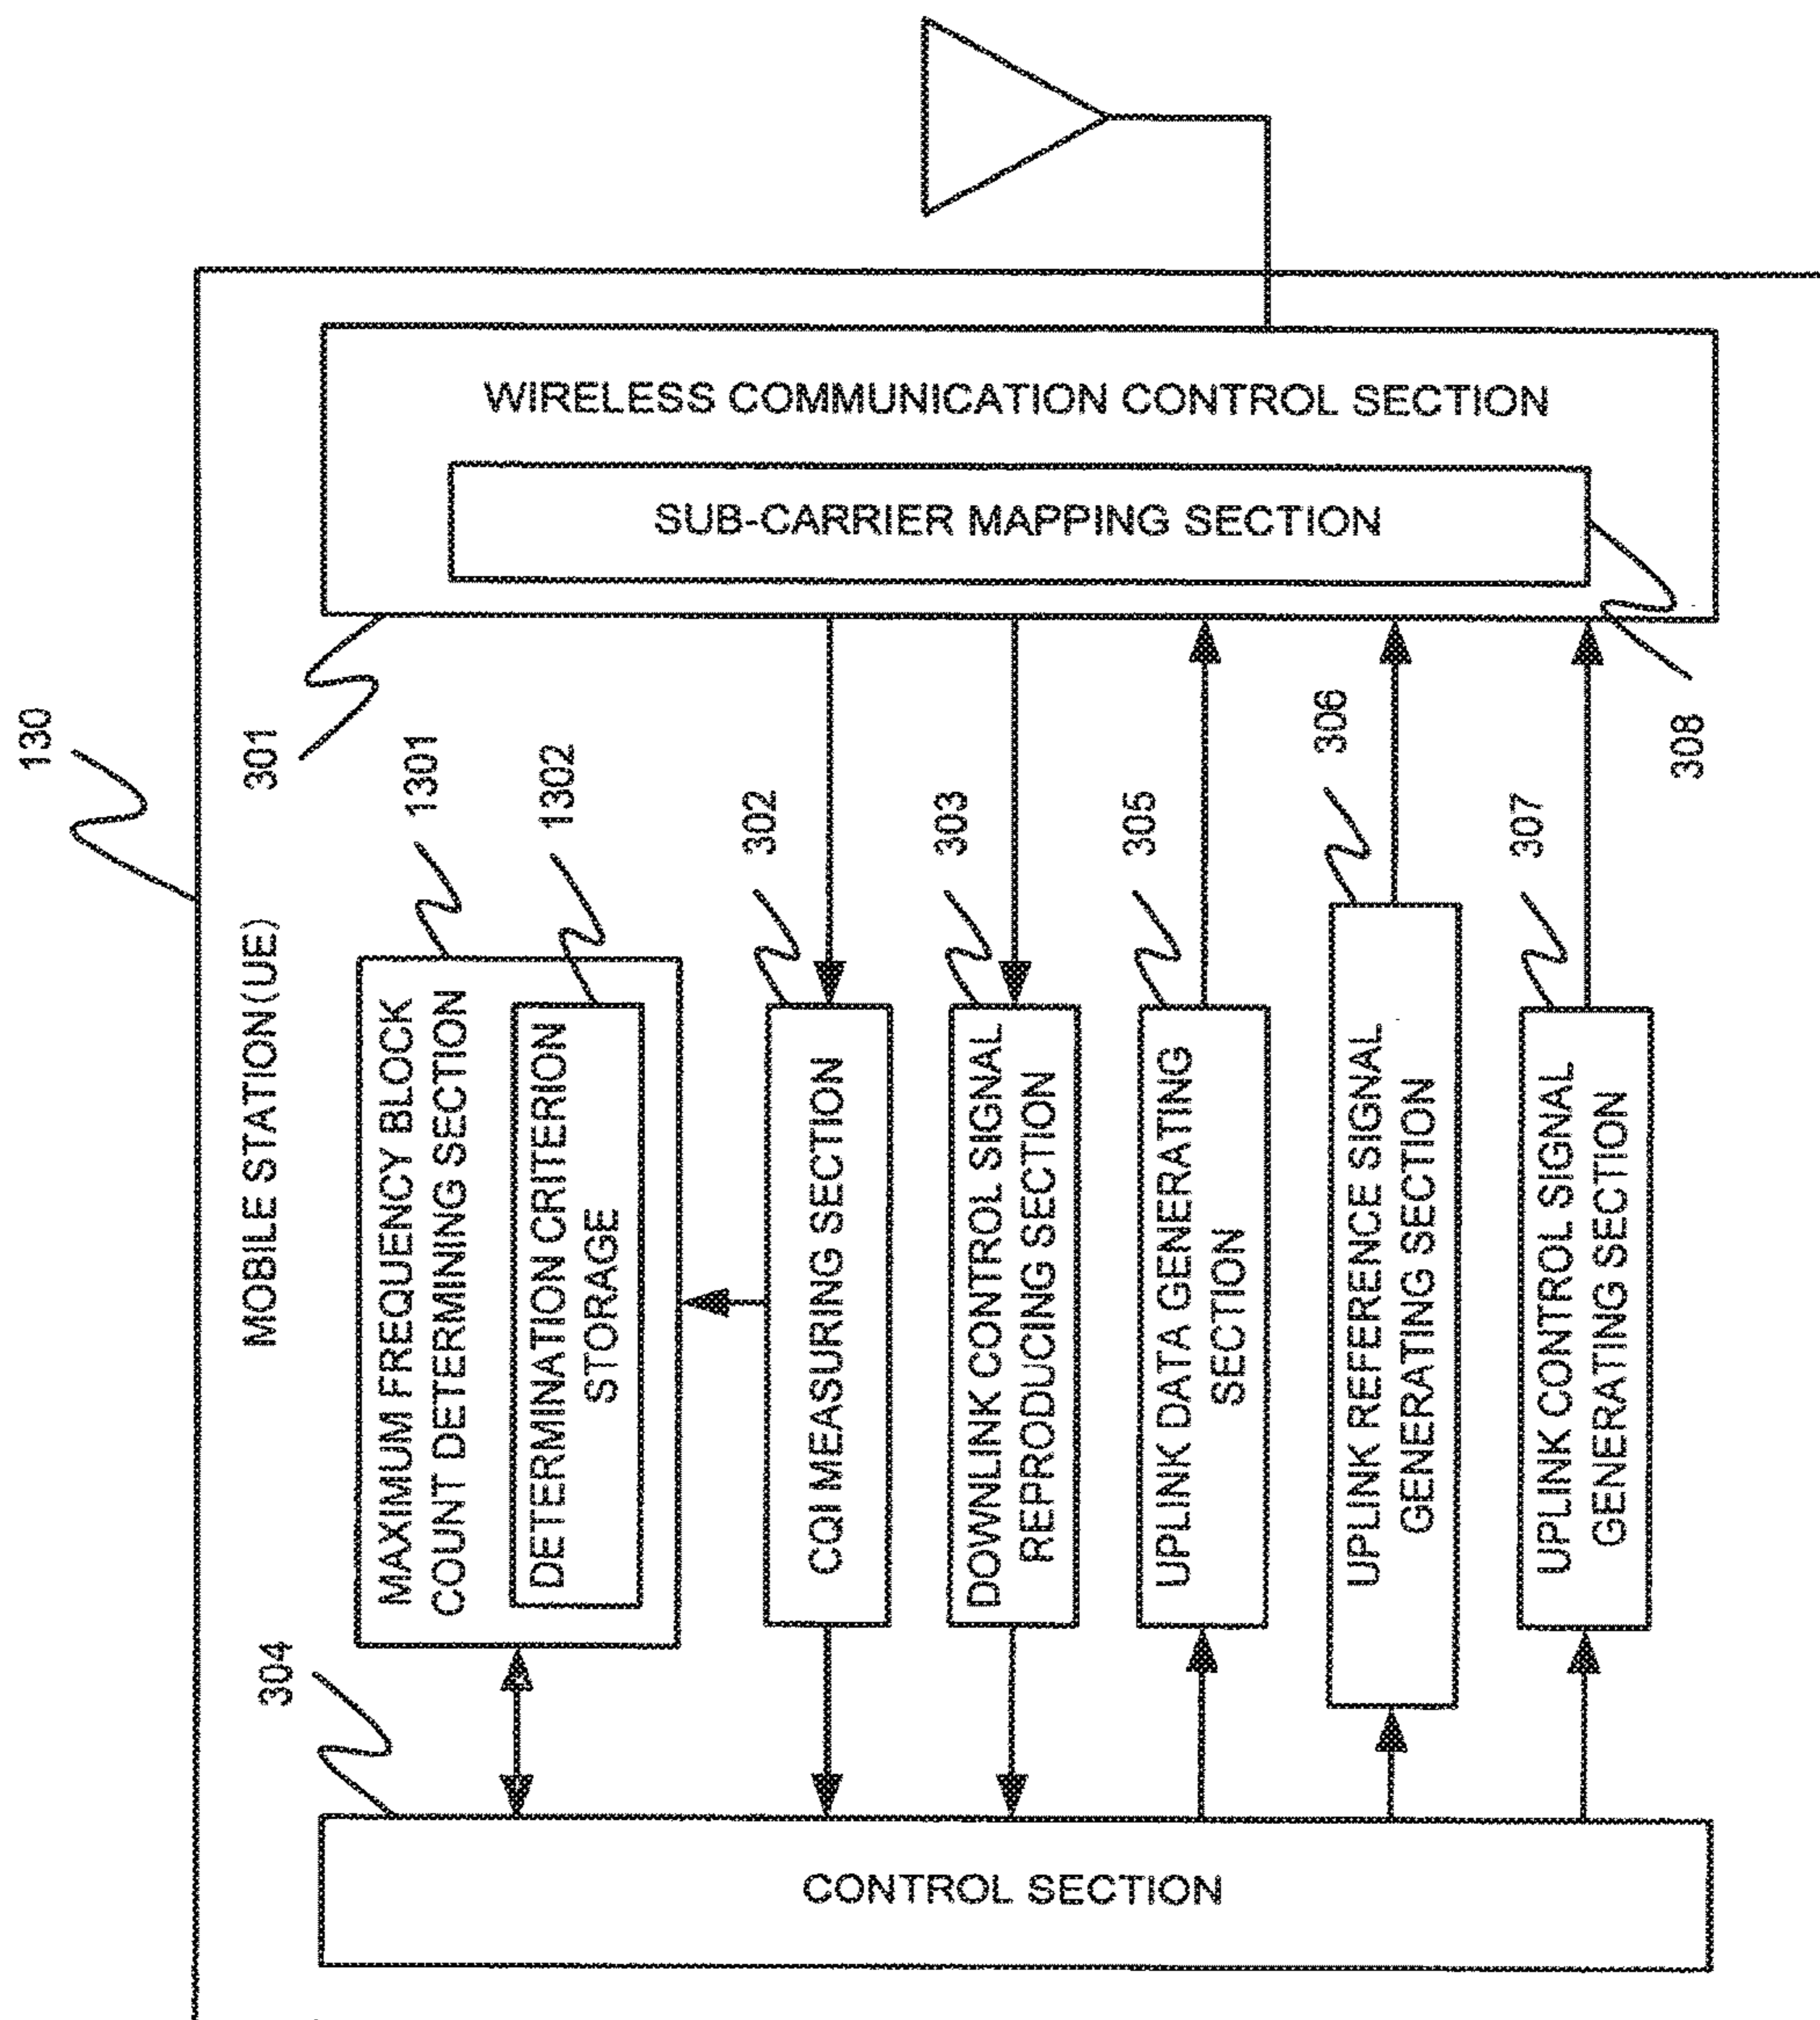 WIRELESS COMMUNICATION CONTROL SECTION
SUB-CARRIER MAPPING SECTION
130
301
308
MOBILE STATION(UE)
1301
1302
MAXIMUM FREQUENCY BLOCK
COUNT DETERMINING SECTION
DETERMINATION CRITERION
STORAGE
302
CQI MEASURING SECTION
303
DOWNLINK CONTROL SIGNAL
REPRODUCING SECTION
305
UPLINK DATA GENERATING
SECTION
306
UPLINK REFERENCE SIGNAL
GENERATING SECTION
307
UPLINK CONTROL SIGNAL
GENERATING SECTION
304
CONTROL SECTION